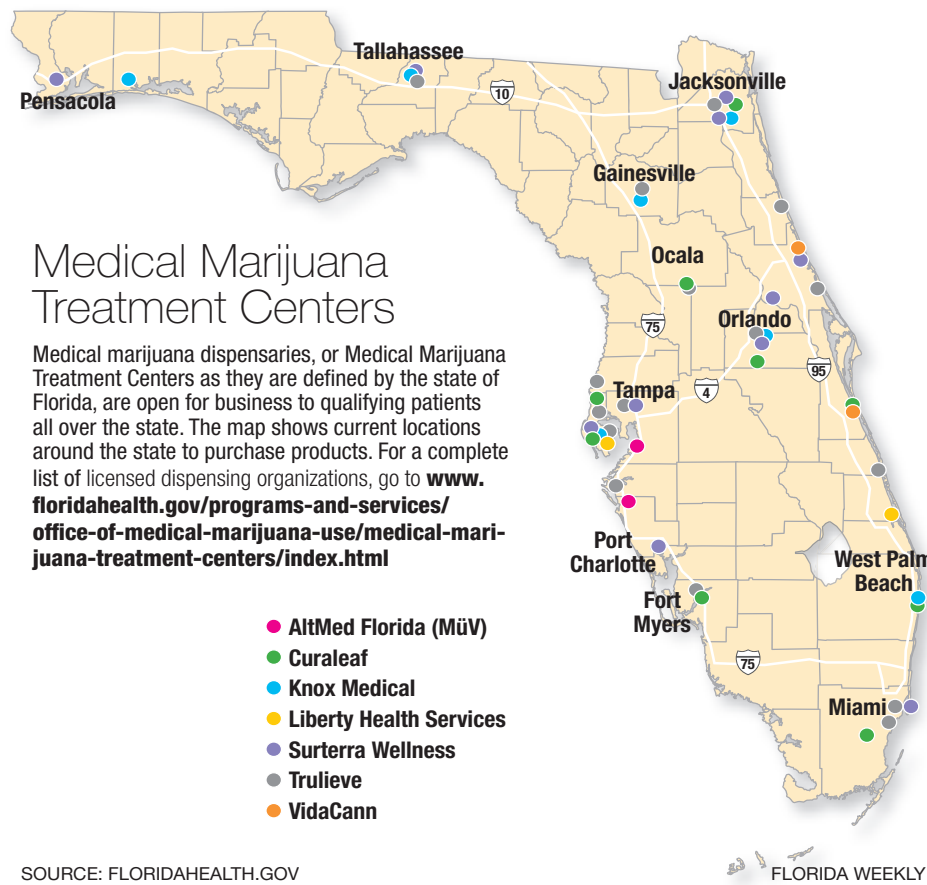 Tallahassee
Pensacola
10
Jacksonville
Gainesville
Ocala
Medical Marijuana
Treatment Centers
75
Orlando
Medical marijuana dispensaries, or Medical Marijuana
Treatment Centers as they are defined by the state of
Florida, are open for business to qualifying patients
all over the state. The map shows current locations
around the state to purchase products. For a complete
list of licensed dispensing organizations, go to www.
floridahealth.gov/programs-and-services/
office-of-medical-marijuana-use/medical-mari-
juana-treatment-centers/index.html
95
Tampa
4
Port
Charlotte
West Palm
Beach
Fort
Myers
75
Miami
AltMed Florida (MüV)
Curaleaf
Knox Medical
Liberty Health Services
Surterra Wellness
Trulieve
VidaCann
SOURCE: FLORIDAHEALTH.GOV
FLORIDA WEEKLY